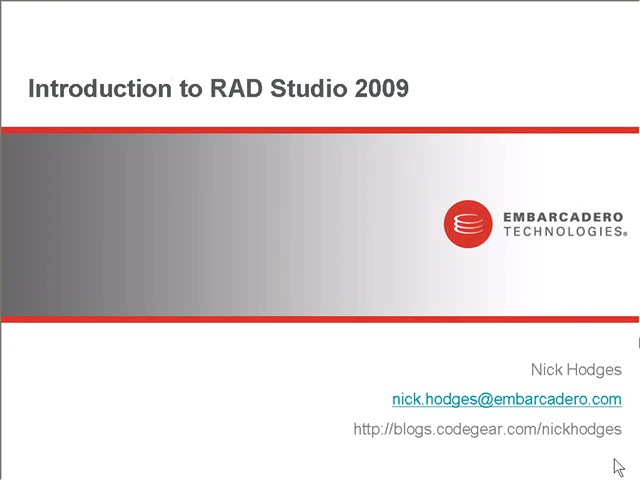 Introduction to RAD Studio 2009
EMBARCADERO
TECHNOLOGIES®
Nick Hodges
nick.hodges@embarcadero.com
http://blogs.codegear.com/nickhodges